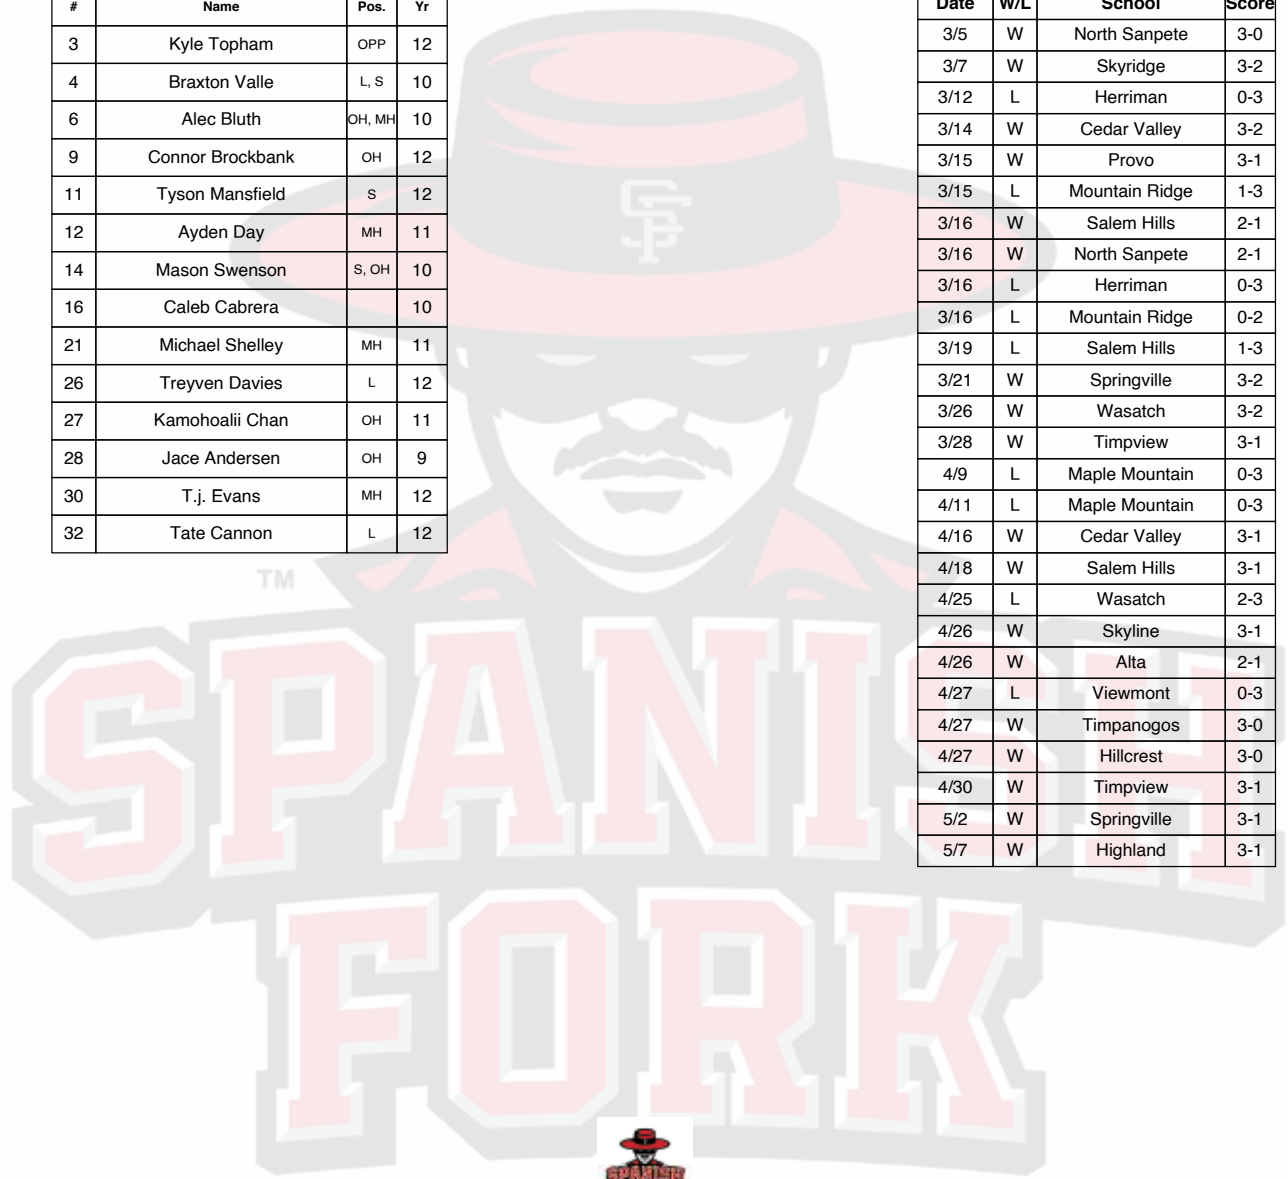 # Name Pos. Yr
3 Kyle Topham OPP 12
4 Braxton Valle L, S 10
6 Alec Bluth OH, MH 10
9 Connor Brockbank OH 12
11 Tyson Mansfield S 12
12 Ayden Day MH 11
14 Mason Swenson S, OH 10
16 Caleb Cabrera 10
21 Michael Shelley MH 11
26 Treyven Davies L 12
27 Kamohoalii Chan OH 11
28 Jace Andersen OH 9
30 T.j. Evans MH 12
32 Tate Cannon L 12
Date W/L School Score
3/5 W North Sanpete 3-0
3/7 W Skyridge 3-2
3/12 L Herriman 0-3
3/14 W Cedar Valley 3-2
3/15 W Provo 3-1
3/15 L Mountain Ridge 1-3
3/16 W Salem Hills 2-1
3/16 W North Sanpete 2-1
3/16 L Herriman 0-3
3/16 L Mountain Ridge 0-2
3/19 L Salem Hills 1-3
3/21 W Springville 3-2
3/26 W Wasatch 3-2
3/28 W Timpview 3-1
4/9 L Maple Mountain 0-3
4/11 L Maple Mountain 0-3
4/16 W Cedar Valley 3-1
4/18 W Salem Hills 3-1
4/25 L Wasatch 2-3
4/26 W Skyline 3-1
4/26 W Alta 2-1
4/27 L Viewmont 0-3
4/27 W Timpanogos 3-0
4/27 W Hillcrest 3-0
4/30 W Timpview 3-1
5/2 W Springville 3-1
5/7 W Highland 3-1
SF
TM
SPANISH
FORK
SPANISH